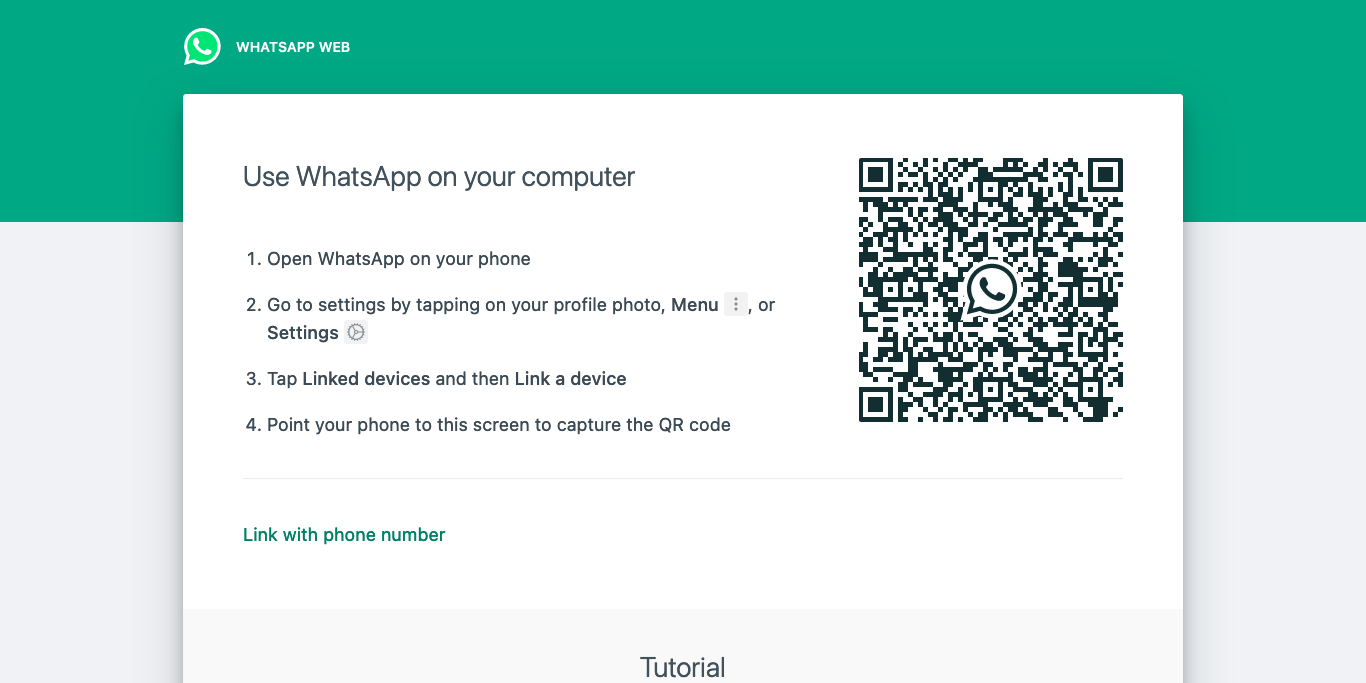 WHATSAPP WEB
Use WhatsApp on your computer
1. Open WhatsApp on your phone
2. Go to settings by tapping on your profile photo, Menu , or
Settings
3. Tap Linked devices and then Link a device
4. Point your phone to this screen to capture the QR code
Link with phone number
Tutorial